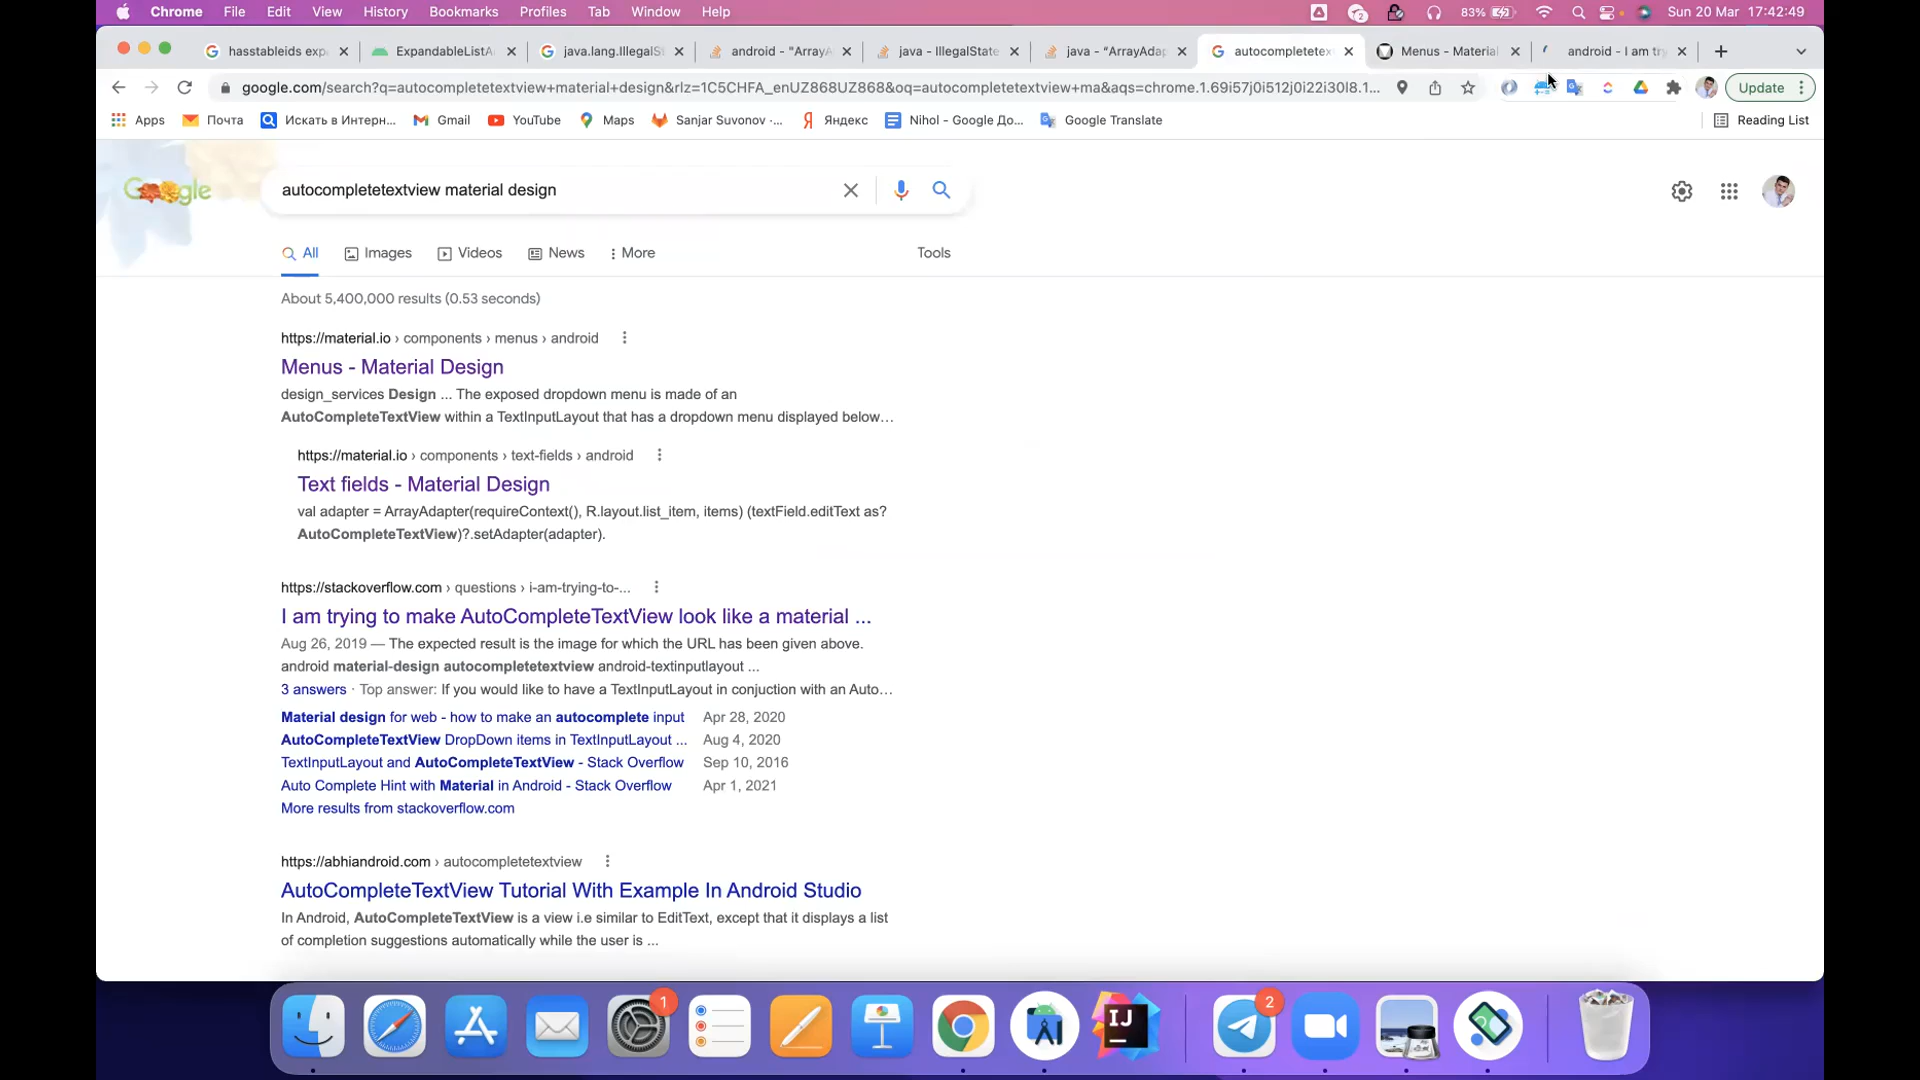 Chrome File Edit View History Bookmarks Profiles Tab Window Help 2 83% Sun 20 Mar 17:42:49
hasstableids exp ExpandableListA java.lang.IllegalS android - "ArrayA java - IllegalState java - "ArrayAdap autocompletetex Menus - Material android - I am try
google.com/search?q=autocompletetextview+material+design&rlz=1C5CHFA_enUZ868UZ868&oq=autocompletetextview+ma&aqs=chrome.1.69i57j0i512j0i22i30l8.1... Update
Apps Почта Искать в Интерн... Gmail YouTube Maps Sanjar Suvonov -... Яндекс Nihol - Google До... Google Translate Reading List
Google autocompletetextview material design
All Images Videos News More Tools
About 5,400,000 results (0.53 seconds)
https://material.io › components › menus › android
Menus - Material Design
design_services Design ... The exposed dropdown menu is made of an
AutoCompleteTextView within a TextInputLayout that has a dropdown menu displayed below...
https://material.io › components › text-fields › android
Text fields - Material Design
val adapter = ArrayAdapter(requireContext(), R.layout.list_item, items) (textField.editText as?
AutoCompleteTextView)?.setAdapter(adapter).
https://stackoverflow.com › questions › i-am-trying-to-...
I am trying to make AutoCompleteTextView look like a material ...
Aug 26, 2019 — The expected result is the image for which the URL has been given above.
android material-design autocompletetextview android-textinputlayout ...
3 answers · Top answer: If you would like to have a TextInputLayout in conjuction with an Auto...
Material design for web - how to make an autocomplete input Apr 28, 2020
AutoCompleteTextView DropDown items in TextInputLayout ... Aug 4, 2020
TextInputLayout and AutoCompleteTextView - Stack Overflow Sep 10, 2016
Auto Complete Hint with Material in Android - Stack Overflow Apr 1, 2021
More results from stackoverflow.com
https://abhiandroid.com › autocompletetextview
AutoCompleteTextView Tutorial With Example In Android Studio
In Android, AutoCompleteTextView is a view i.e similar to EditText, except that it displays a list
of completion suggestions automatically while the user is ...
1 IJ 2